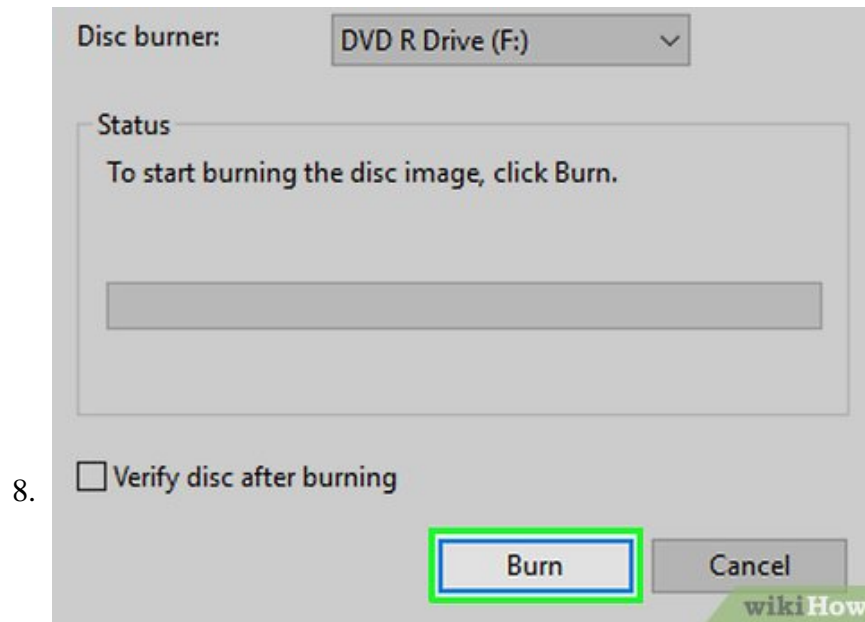 Disc burner:
DVD R Drive (F:)
Status
To start burning the disc image, click Burn.
8.
Verify disc after burning
Burn
Cancel
wikiHow